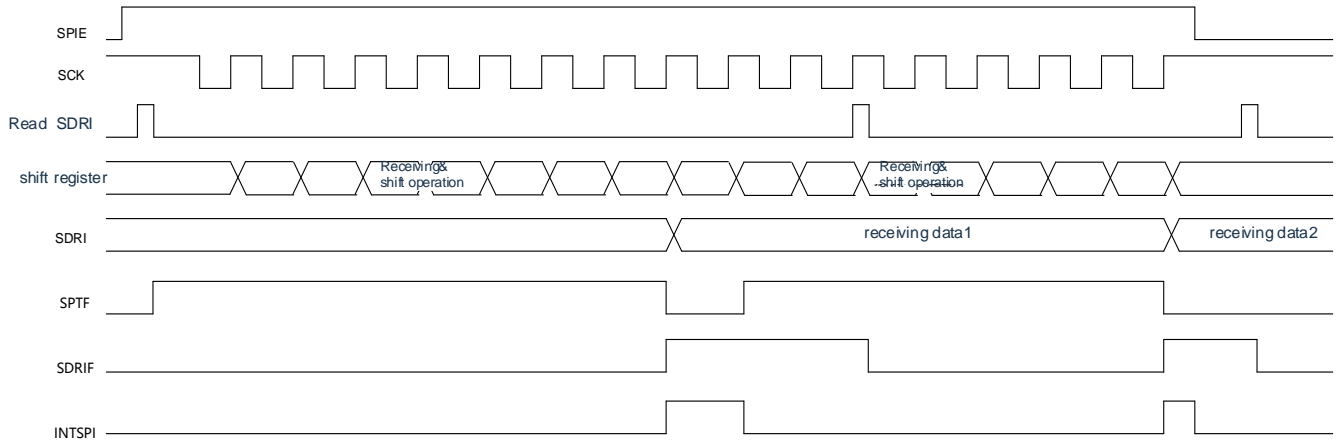 SPIE
SCK
Read SDRI
shift register
Receiving&
shift operation
Receiving&
shift operation
SDRI
receiving data1
receiving data2
SPTF
SDRIF
INTSPI